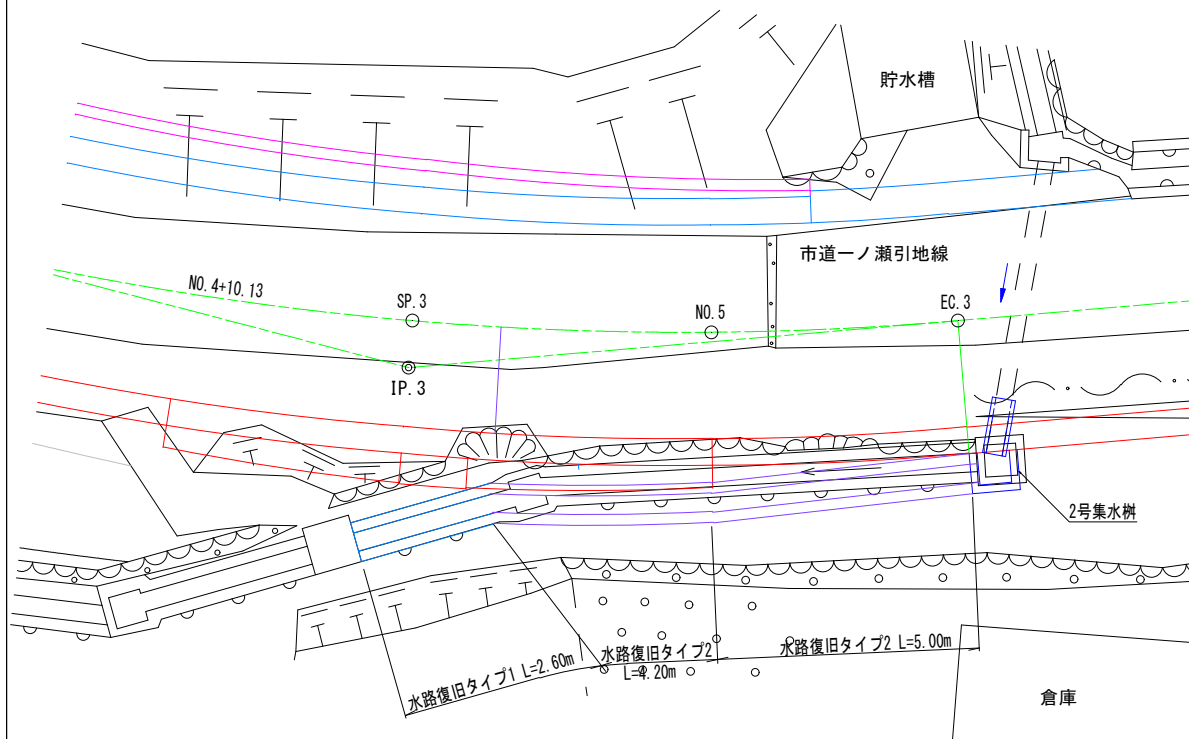 貯水槽
市道一ノ瀬引地線
NO.4+10.13
SP.3
NO.5
EC.3
IP.3
2号集水桝
水路復旧タイプ1 L=2.60m
水路復旧タイプ2
L=4.20m
水路復旧タイプ2 L=5.00m
倉庫